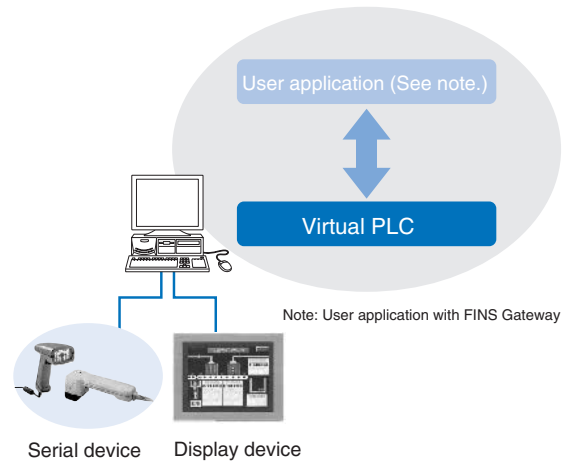 User application (See note.)
Virtual PLC
Note: User application with FINS Gateway
Serial device
Display device